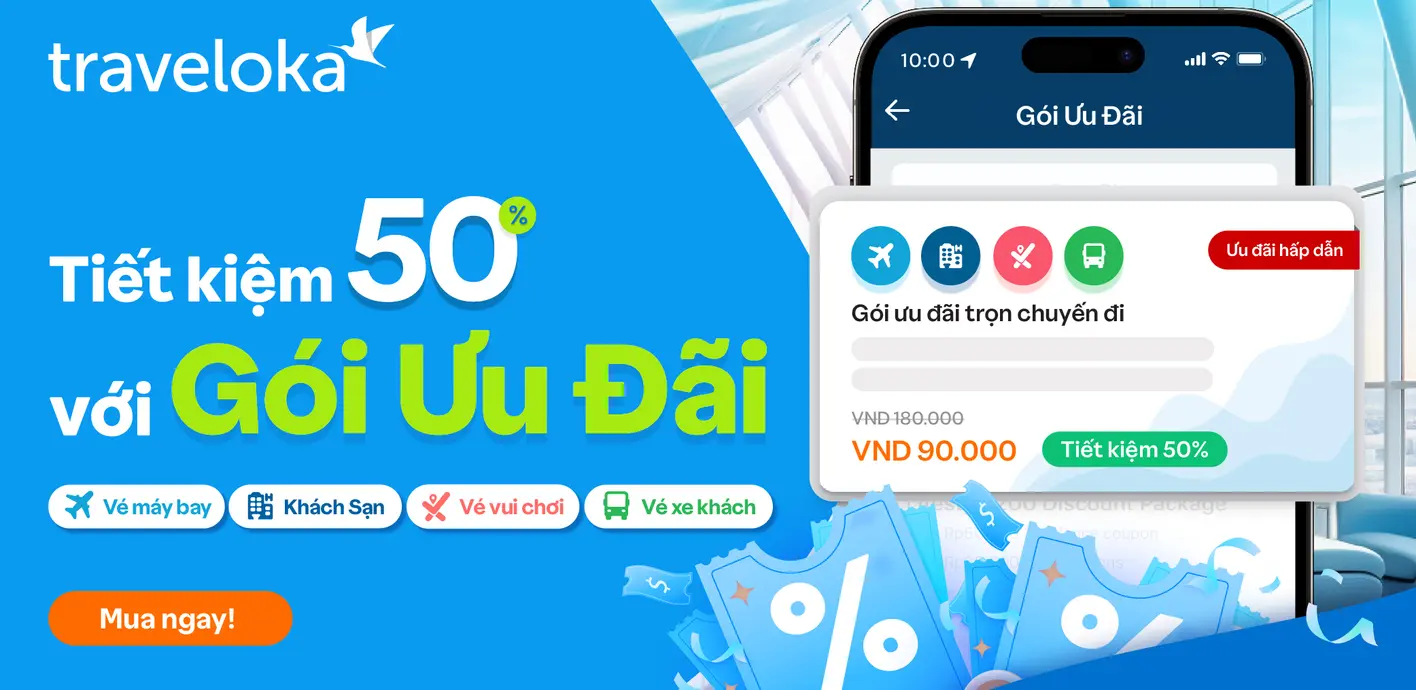 traveloka
Tiết kiệm 50%
với Gói Ưu Đãi
Vé máy bay
Khách Sạn
Vé vui chơi
Vé xe khách
Mua ngay!
10:00
Gói Ưu Đãi
Ưu đãi hấp dẫn
Gói ưu đãi trọn chuyến đi
VND 180.000
VND 90.000
Tiết kiệm 50%
Discount Package
coupon